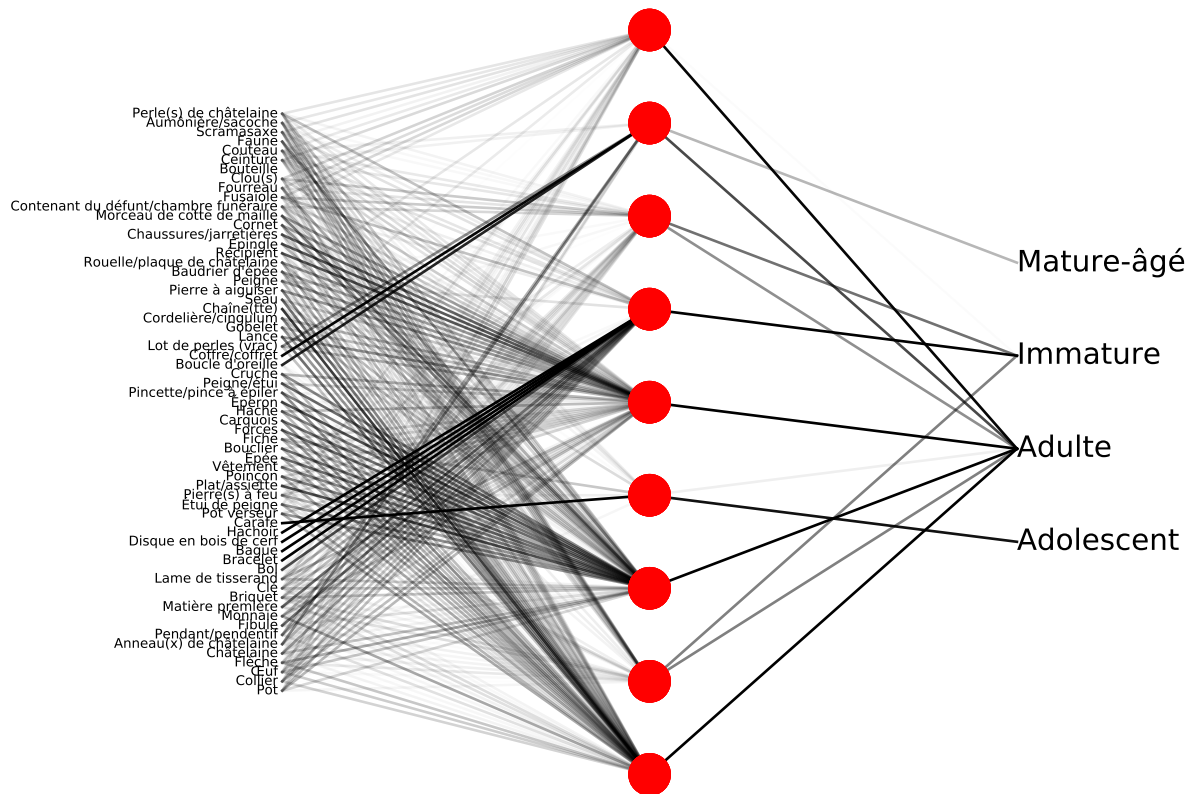 Perle(s) de châtelaine
Aumonière/sacoche
Scramasaxe
Faune
Couteau
Ceinture
Bouteille
Clou(s)
Fourreau
Fusaïole
Contenant du défunt/chambre funéraire
Morceau de cotte de maille
Cornet
Chaussures/jarretières
Épingle
Récipient
Rouelle/plaque de châtelaine
Baudrier d'épée
Peigne
Pierre à aiguiser
Seau
Chaîne(tte)
Cordelière/cingulum
Gobelet
Lance
Lot de perles (vrac)
Coffre/coffret
Boucle d'oreille
Cruche
Peigne/étui
Pincette/pince à épiler
Éperon
Hache
Carquois
Forces
Fiche
Bouclier
Épée
Vêtement
Poinçon
Plat/assiette
Pierre(s) à feu
Étui de peigne
Pot verseur
Carafe
Hachoir
Disque en bois de cerf
Bague
Bracelet
Bol
Lame de tisserand
Clé
Briquet
Matière première
Monnaie
Fibule
Pendant/pendentif
Anneau(x) de châtelaine
Châtelaine
Flèche
Œuf
Collier
Pot
Mature-âgé
Immature
Adulte
Adolescent